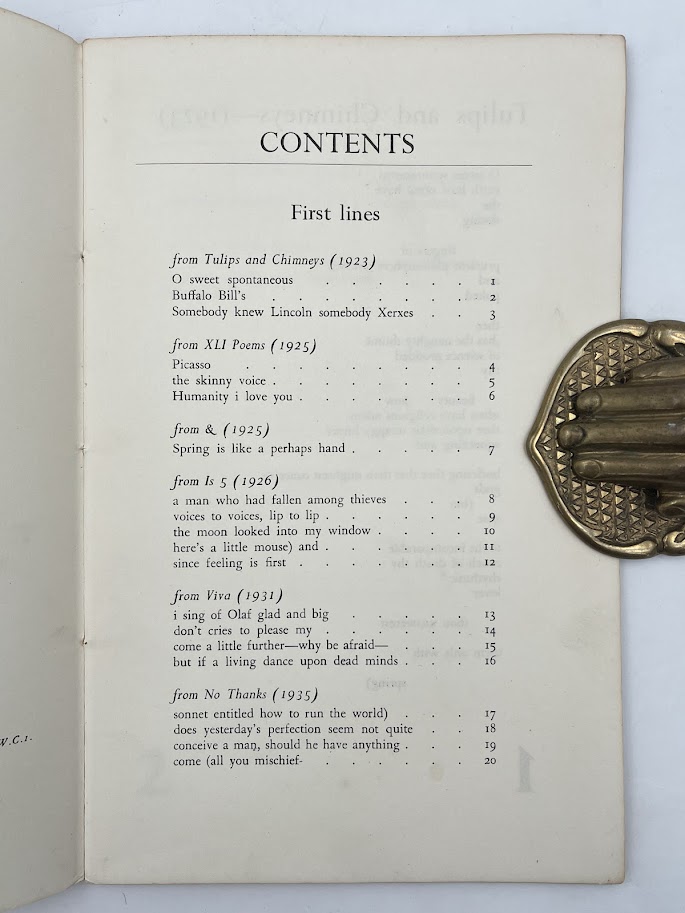 CONTENTS
First lines
from Tulips and Chimneys (1923)
O sweet spontaneous . . . . . . 1
Buffalo Bill's . . . . . . . . 2
Somebody knew Lincoln somebody Xerxes . . 3
from XLI Poems (1925)
Picasso . . . . . . . . 4
the skinny voice . . . . . . . 5
Humanity i love you . . . . . . 6
from & (1925)
Spring is like a perhaps hand . . . . . 7
from Is 5 (1926)
a man who had fallen among thieves . . . 8
voices to voices, lip to lip . . . . . . 9
the moon looked into my window . . . . 10
here's a little mouse) and . . . . . . 11
since feeling is first . . . . . . . 12
from Viva (1931)
i sing of Olaf glad and big . . . . . 13
don't cries to please my . . . . . . 14
come a little further—why be afraid— . . . 15
but if a living dance upon dead minds . . . 16
from No Thanks (1935)
sonnet entitled how to run the world) . . . 17
does yesterday's perfection seem not quite . . 18
conceive a man, should he have anything . . . 19
come (all you mischief- . . . . . . 20
W.C.1.